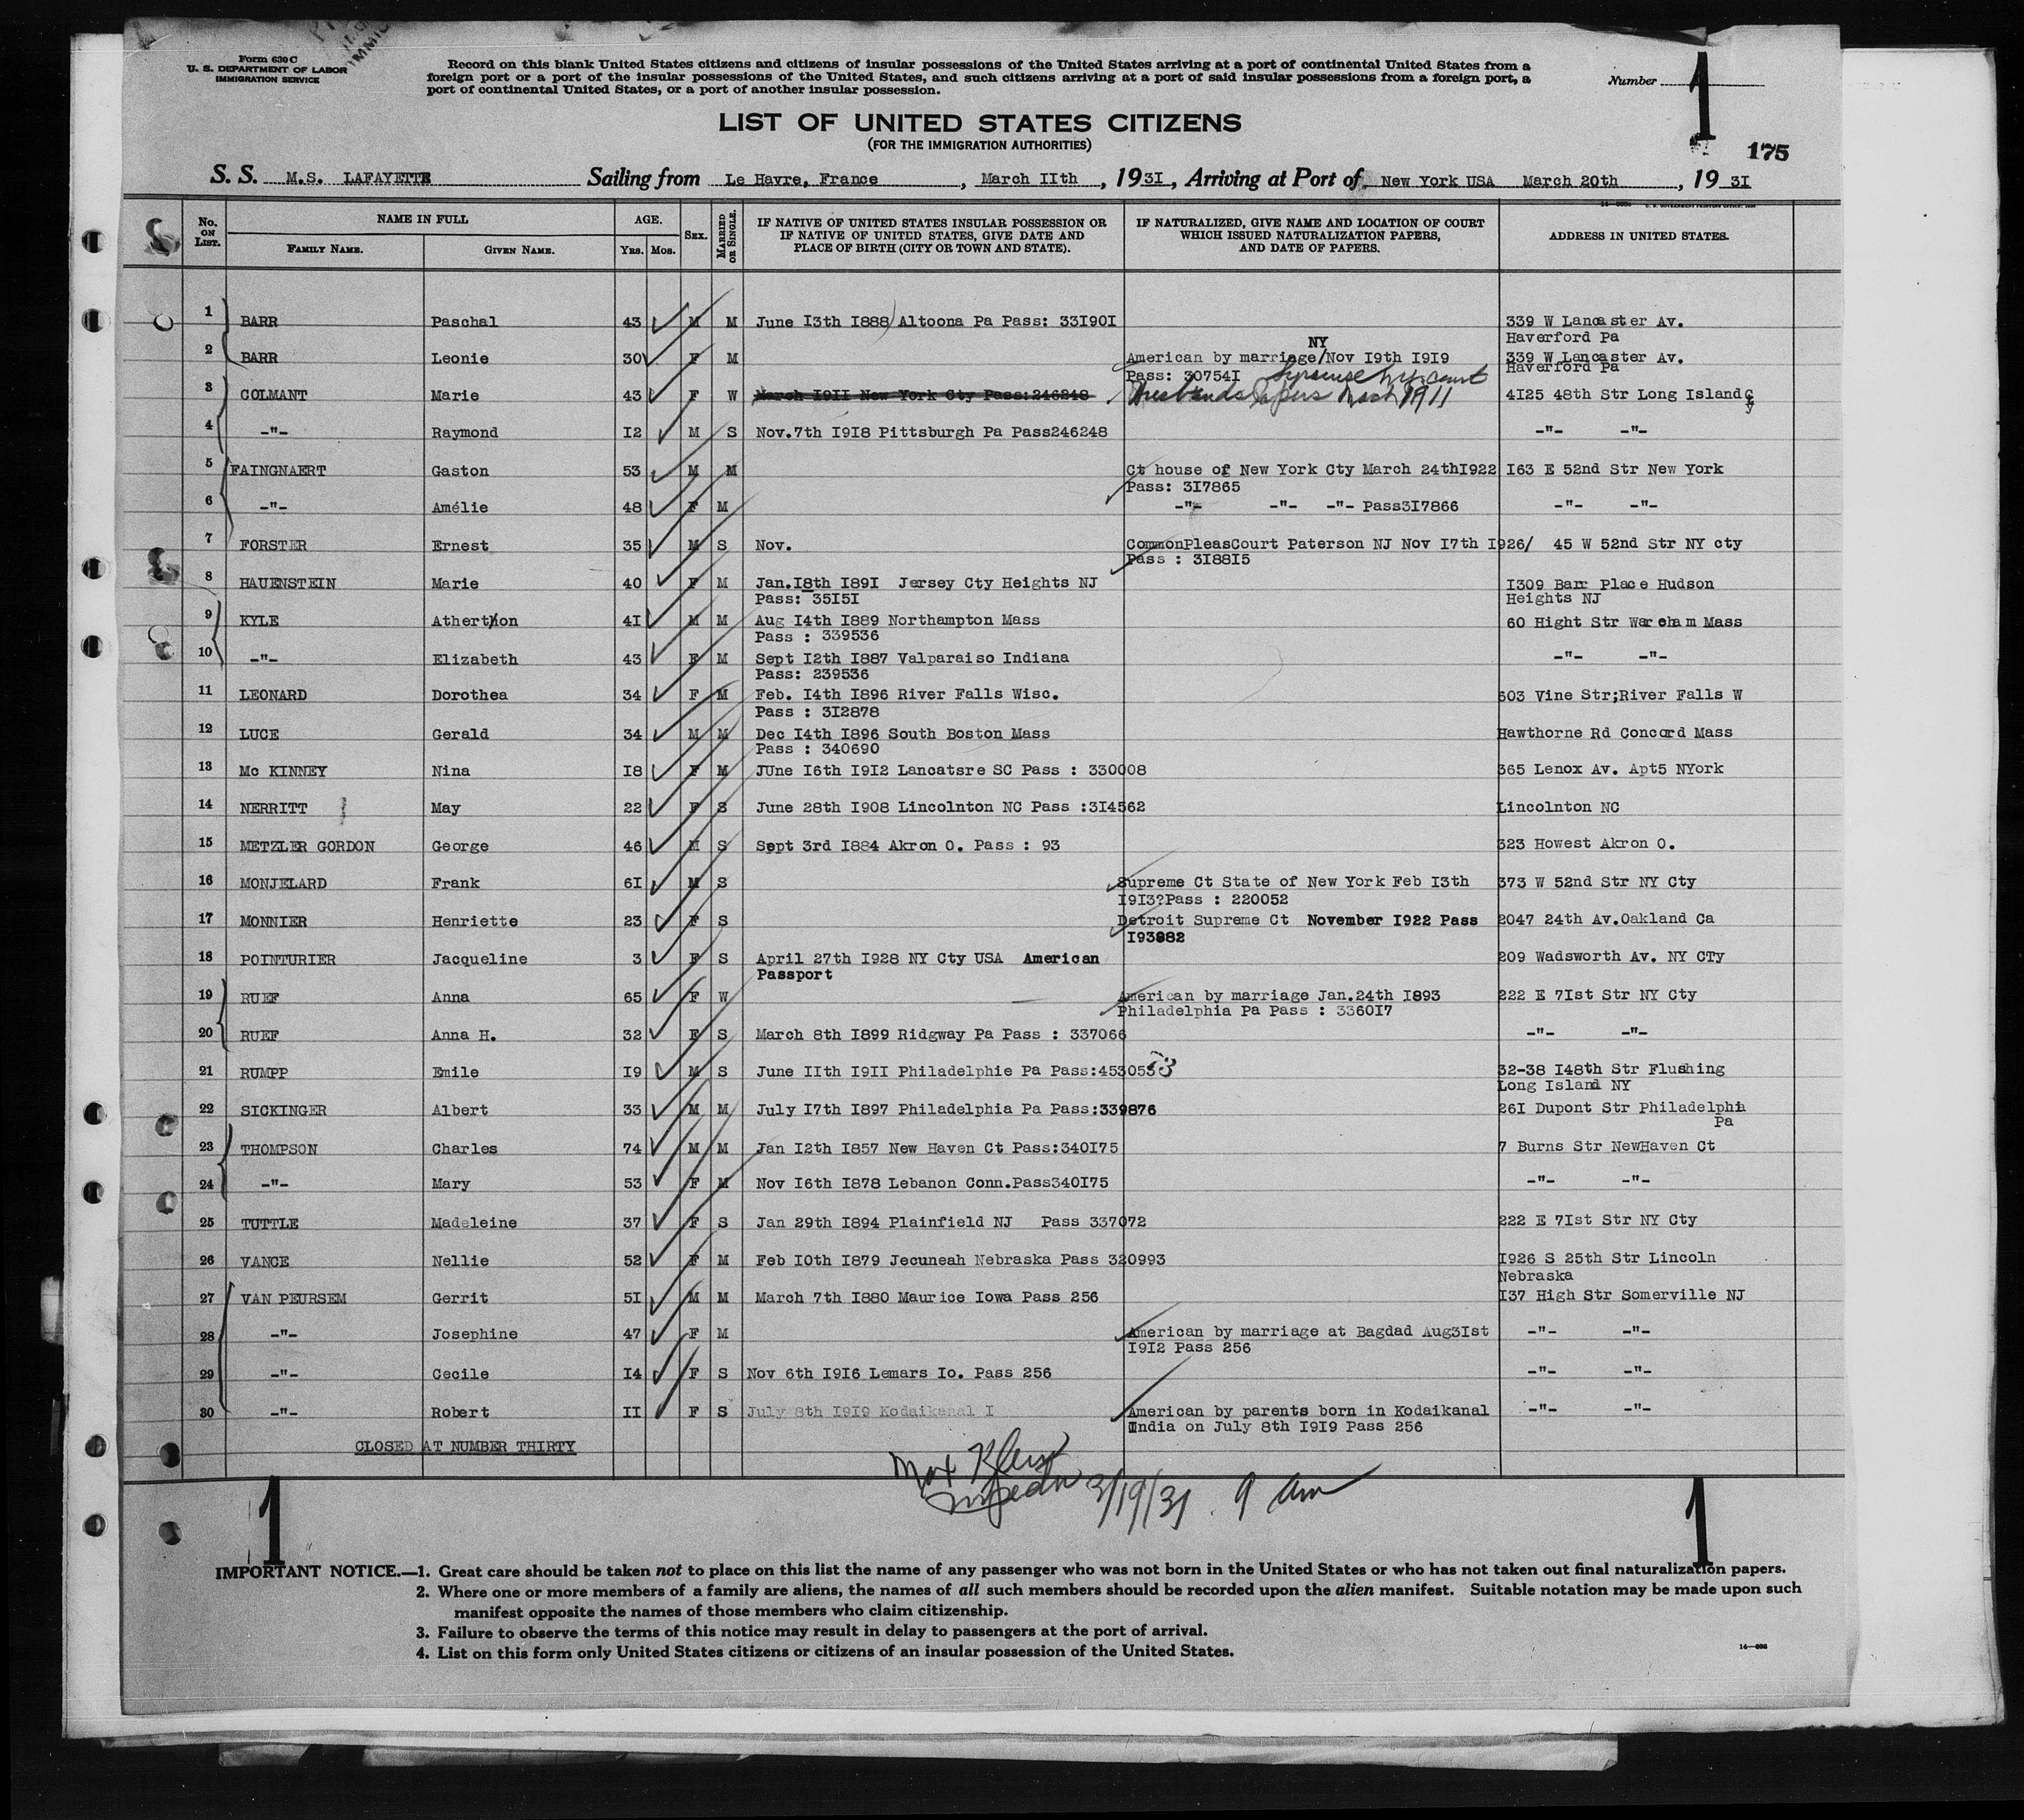 Form 630 C
U. S. DEPARTMENT OF LABOR
IMMIGRATION SERVICE
Record on this blank United States citizens and citizens of insular possessions of the United States arriving at a port of continental United States from a
foreign port or a port of the insular possessions of the United States, and such citizens arriving at a port of said insular possessions from a foreign port, a
port of continental United States, or a port of another insular possession.
Number 1
LIST OF UNITED STATES CITIZENS
(FOR THE IMMIGRATION AUTHORITIES)
175
S. S. M.S. LAFAYETTE Sailing from Le Havre, France, March IIth, 1931, Arriving at Port of New York USA March 20th, 19 3I
No. ON LIST. NAME IN FULL FAMILY NAME. GIVEN NAME. AGE. YRS. MOS. SEX. MARRIED OR SINGLE. IF NATIVE OF UNITED STATES INSULAR POSSESSION OR IF NATIVE OF UNITED STATES, GIVE DATE AND PLACE OF BIRTH (CITY OR TOWN AND STATE). IF NATURALIZED, GIVE NAME AND LOCATION OF COURT WHICH ISSUED NATURALIZATION PAPERS, AND DATE OF PAPERS. ADDRESS IN UNITED STATES.
1 BARR Paschal 43 M M June I3th I888 Altoona Pa Pass: 33I90I 339 W Lancaster Av.
Haverford Pa
NY
2 BARR Leonie 30 F M American by marriage/Nov I9th I9I9 339 W Lancaster Av.
Pass: 30754I Syracuse N.Y. court Haverford Pa
3 COLMANT Marie 43 F W March I9II New York Cty Pass:246248 Husbands papers March 1911 4I25 48th Str Long Island Cy
4 -"- Raymond I2 M S Nov.7th I9I8 Pittsburgh Pa Pass246248 -"- -"-
5 FAINGNAERT Gaston 53 M M Ct house of New York Cty March 24thI922 I63 E 52nd Str New York
Pass: 3I7865
6 -"- Amélie 48 F M -"- -"- -"- Pass3I7866 -"- -"-
7 FORSTER Ernest 35 M S Nov. CommonPleasCourt Paterson NJ Nov I7th I926/ 45 W 52nd Str NY cty
Pass : 3I88I5
8 HAUENSTEIN Marie 40 F M Jan.I8th I89I Jersey Cty Heights NJ I309 Barr Place Hudson
Pass: 35I5I Heights NJ
9 KYLE Atherthon 4I M M Aug I4th I889 Northampton Mass 60 Hight Str Wareham Mass
Pass : 339536
10 -"- Elizabeth 43 F M Sept I2th I887 Valparaiso Indiana -"- -"-
Pass: 239536
11 LEONARD Dorothea 34 F M Feb. I4th I896 River Falls Wisc. 603 Vine Str;River Falls W
Pass : 3I2878
12 LUCE Gerald 34 M M Dec I4th I896 South Boston Mass Hawthorne Rd Concord Mass
Pass : 340690
13 Mc KINNEY Nina I8 F M JUne I6th I9I2 Lancatsre SC Pass : 330008 365 Lenox Av. Apt5 NYork
14 NERRITT May 22 F S June 28th I908 Lincolnton NC Pass :3I4562 Lincolnton NC
15 METZLER GORDON George 46 M S Sept 3rd I884 Akron O. Pass : 93 323 Howest Akron O.
16 MONJELARD Frank 6I M S Supreme Ct State of New York Feb I3th 373 W 52nd Str NY Cty
I9I3?Pass : 220052
17 MONNIER Henriette 23 F S Detroit Supreme Ct November I922 Pass 2047 24th Av.Oakland Ca
I93982
18 POINTURIER Jacqueline 3 F S April 27th I928 NY Cty USA American 209 Wadsworth Av. NY CTy
Passport
19 RUEF Anna 65 F W American by marriage Jan.24th I893 222 E 7Ist Str NY Cty
Philadelphia Pa Pass : 3360I7
20 RUEF Anna H. 32 F S March 8th I899 Ridgway Pa Pass : 337066 -"- -"-
21 RUMPP Emile I9 M S June IIth I9II Philadelphie Pa Pass:453053 32-38 I48th Str Flushing
Long Island NY
22 SICKINGER Albert 33 M M July I7th I897 Philadelphia Pa Pass:339876 26I Dupont Str Philadelphia
Pa
23 THOMPSON Charles 74 M M Jan I2th I857 New Haven Ct Pass:340I75 7 Burns Str NewHaven Ct
24 -"- Mary 53 F M Nov I6th I878 Lebanon Conn.Pass340I75 -"- -"-
25 TUTTLE Madeleine 37 F S Jan 29th I894 Plainfield NJ Pass 337072 222 E 7Ist Str NY Cty
26 VANCE Nellie 52 F M Feb I0th I879 Jecuneah Nebraska Pass 320993 I926 S 25th Str Lincoln
Nebraska
27 VAN PEURSEM Gerrit 5I M M March 7th I880 Maurice Iowa Pass 256 I37 High Str Somerville NJ
28 -"- Josephine 47 F M American by marriage at Bagdad Aug3Ist -"- -"-
I9I2 Pass 256
29 -"- Cecile I4 F S Nov 6th I9I6 Lemars Io. Pass 256 -"- -"-
30 -"- Robert II F S July 8th I9I9 Kodaikanal I American by parents born in Kodaikanal -"- -"-
India on July 8th I9I9 Pass 256
CLOSED AT NUMBER THIRTY
Max 3/19/31 9 am
1 1
IMPORTANT NOTICE.—1. Great care should be taken not to place on this list the name of any passenger who was not born in the United States or who has not taken out final naturalization papers.
2. Where one or more members of a family are aliens, the names of all such members should be recorded upon the alien manifest. Suitable notation may be made upon such
manifest opposite the names of those members who claim citizenship.
3. Failure to observe the terms of this notice may result in delay to passengers at the port of arrival.
4. List on this form only United States citizens or citizens of an insular possession of the United States.